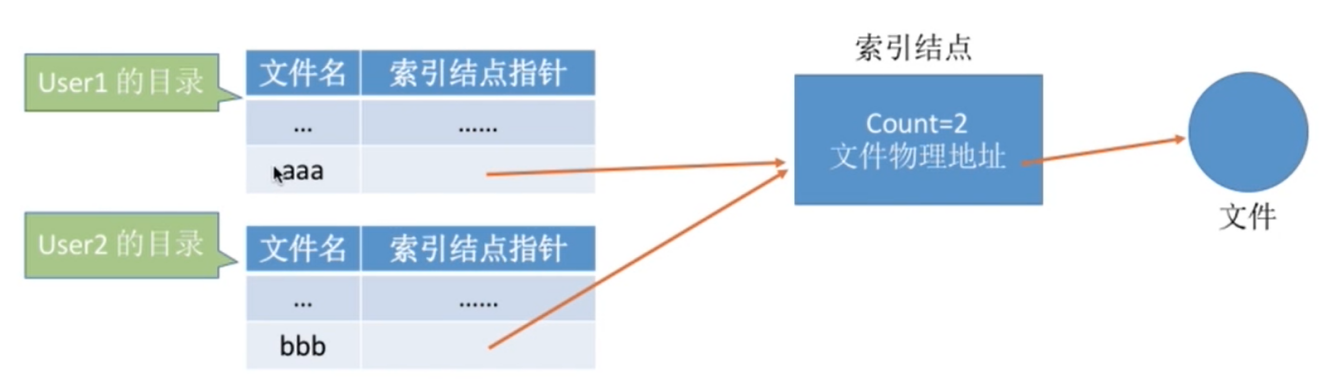 索引结点
User1 的目录
文件名 索引结点指针
... ......
aaa
Count=2
文件物理地址
文件
User2 的目录
文件名 索引结点指针
... ......
bbb